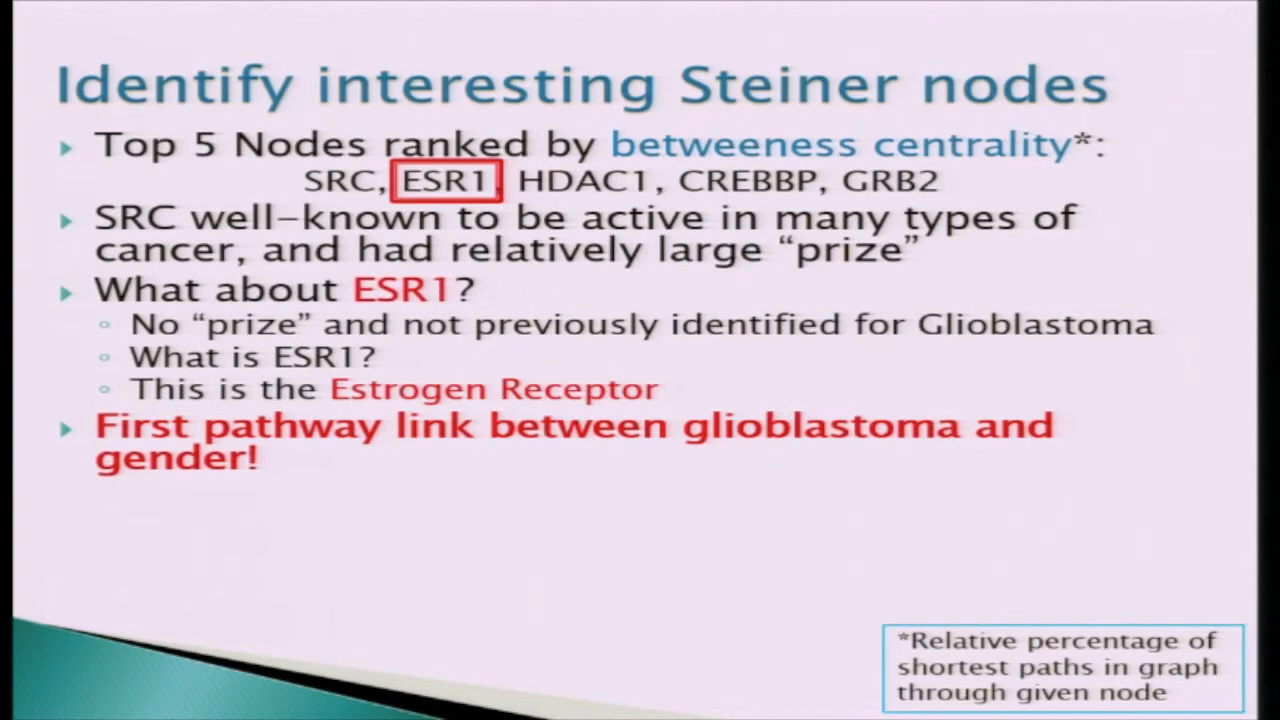 Identify interesting Steiner nodes
Top 5 Nodes ranked by betweeness centrality*:
SRC, ESR1, HDAC1, CREBBP, GRB2
SRC well-known to be active in many types of
cancer, and had relatively large “prize”
What about ESR1?
No “prize” and not previously identified for Glioblastoma
What is ESR1?
This is the Estrogen Receptor
First pathway link between glioblastoma and
gender!
*Relative percentage of
shortest paths in graph
through given node